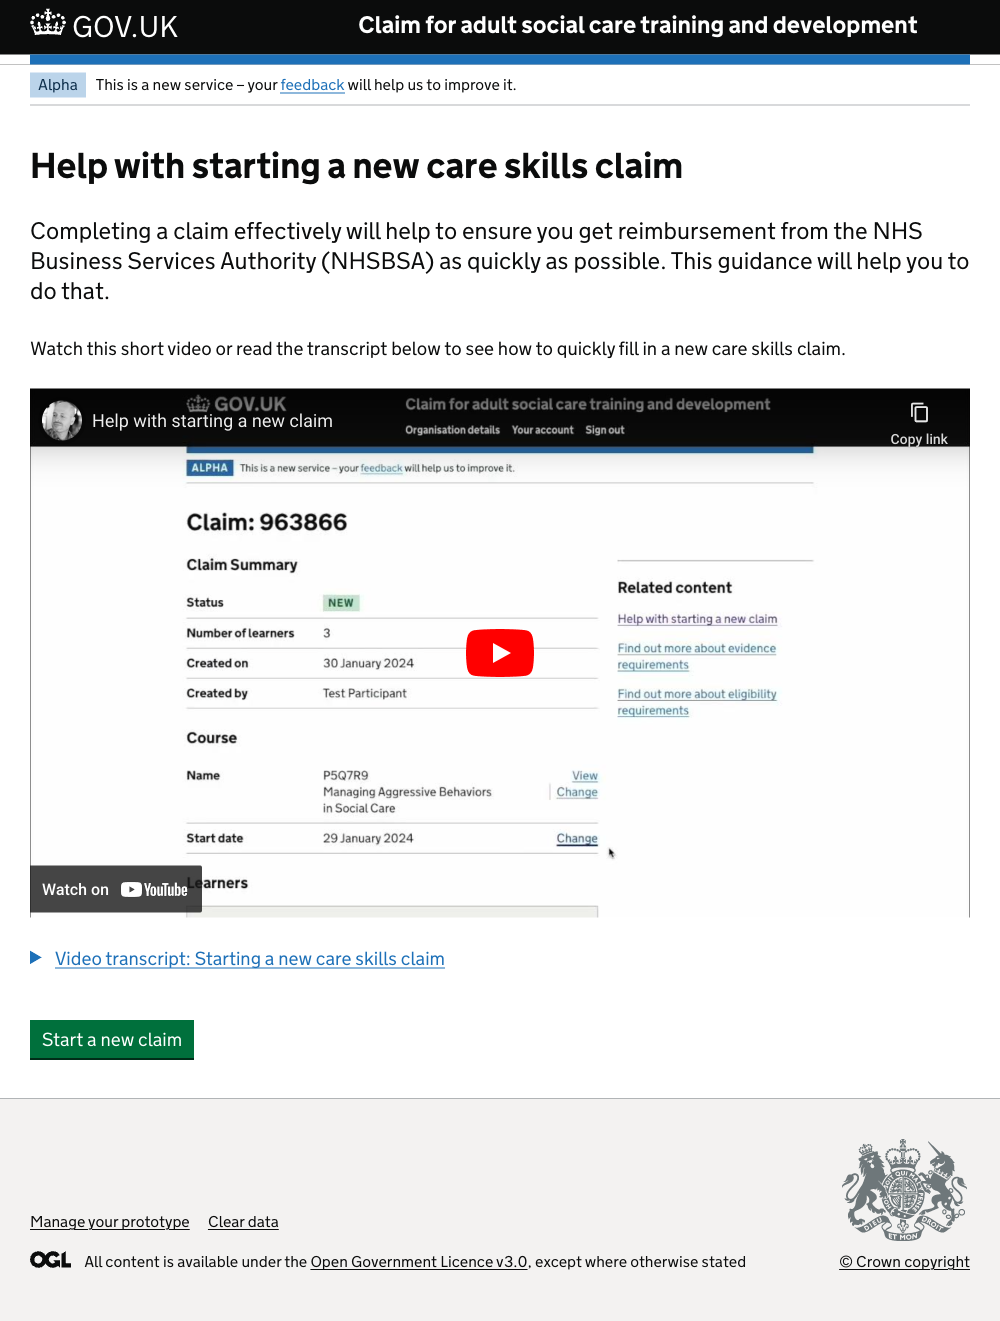 GOV.UK
Claim for adult social care training and development
Alpha
This is a new service – your feedback will help us to improve it.
Help with starting a new care skills claim
Completing a claim effectively will help to ensure you get reimbursement from the NHS
Business Services Authority (NHSBSA) as quickly as possible. This guidance will help you to
do that.
Watch this short video or read the transcript below to see how to quickly fill in a new care skills claim.
Help with starting a new claim
GOV.UK
Claim for adult social care training and development
Organisation details Your account Sign out
Copy link
ALPHA This is a new service – your feedback will help us to improve it.
Claim: 963866
Claim Summary
Status NEW
Number of learners 3
Created on 30 January 2024
Created by Test Participant
Related content
Help with starting a new claim
Find out more about evidence
requirements
Find out more about eligibility
requirements
Course
Name P5Q7R9 View
Managing Aggressive Behaviors Change
in Social Care
Start date 29 January 2024 Change
Learners
Watch on YouTube
Video transcript: Starting a new care skills claim
Start a new claim
Manage your prototype Clear data
OGL All content is available under the Open Government Licence v3.0, except where otherwise stated
DIEU ET MON DROIT
© Crown copyright